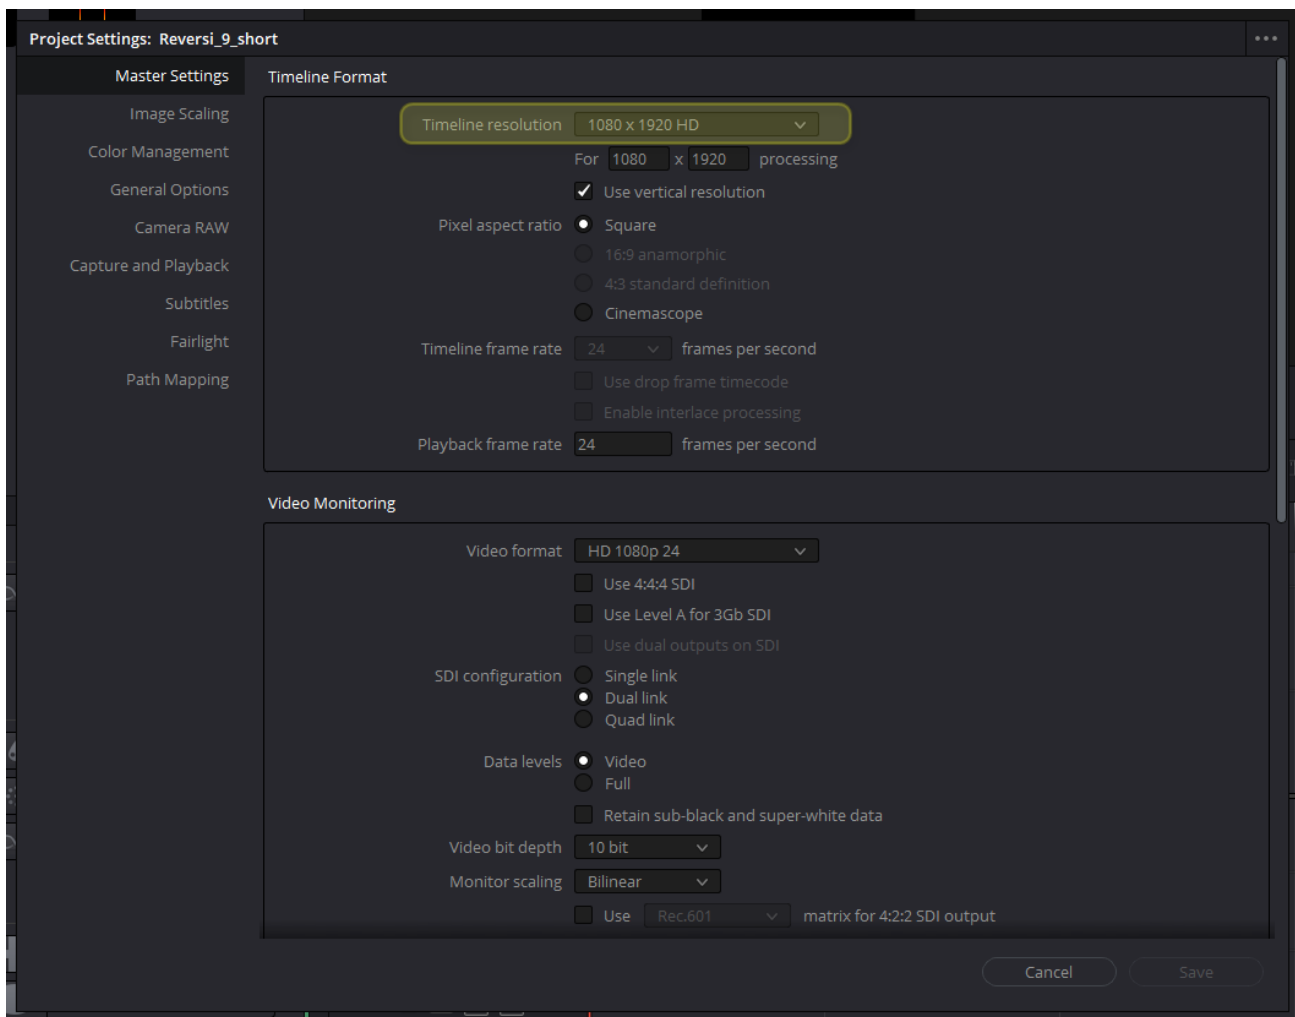 Project Settings: Reversi_9_short
Master Settings
Image Scaling
Color Management
General Options
Camera RAW
Capture and Playback
Subtitles
Fairlight
Path Mapping
Timeline Format
Timeline resolution 1080 x 1920 HD
For 1080 x 1920 processing
Use vertical resolution
Pixel aspect ratio Square
16:9 anamorphic
4:3 standard definition
Cinemascope
Timeline frame rate 24 frames per second
Use drop frame timecode
Enable interlace processing
Playback frame rate 24 frames per second
Video Monitoring
Video format HD 1080p 24
Use 4:4:4 SDI
Use Level A for 3Gb SDI
Use dual outputs on SDI
SDI configuration Single link
Dual link
Quad link
Data levels Video
Full
Retain sub-black and super-white data
Video bit depth 10 bit
Monitor scaling Bilinear
Use Rec.601 matrix for 4:2:2 SDI output
Cancel Save